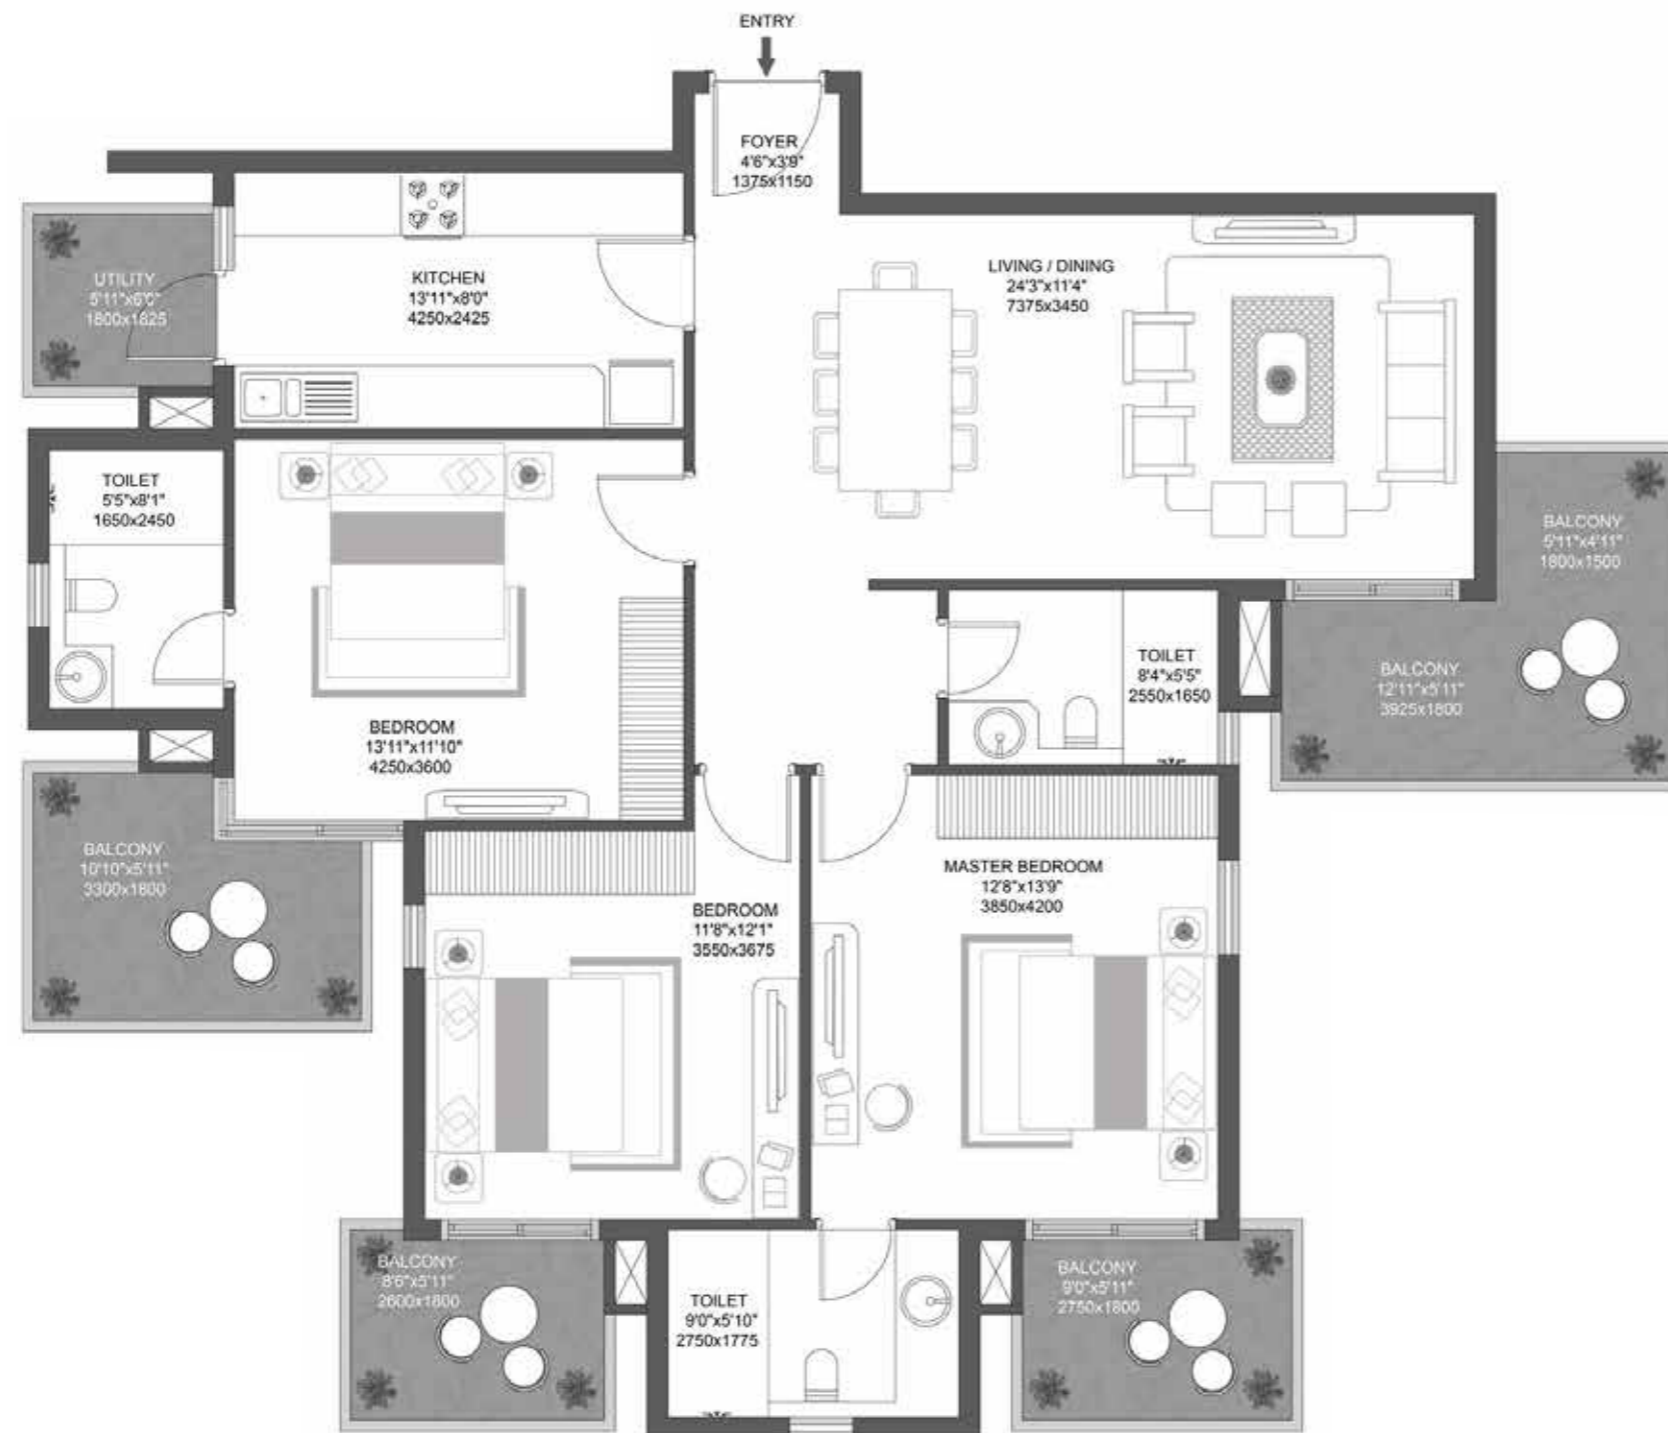 ENTRY
FOYER
4'6"x3'9"
1375x1150
UTILITY
5'11"x6'0"
1800x1825
KITCHEN
13'11"x8'0"
4250x2425
LIVING / DINING
24'3"x11'4"
7375x3450
TOILET
5'5"x8'1"
1650x2450
BALCONY
5'11"x4'11"
1800x1500
BEDROOM
13'11"x11'10"
4250x3600
TOILET
8'4"x5'5"
2550x1650
BALCONY
12'11"x5'11"
3925x1800
BALCONY
10'10"x5'11"
3300x1800
BEDROOM
11'8"x12'1"
3550x3675
MASTER BEDROOM
12'8"x13'9"
3850x4200
BALCONY
8'6"x5'11"
2600x1800
TOILET
9'0"x5'10"
2750x1775
BALCONY
9'0"x5'11"
2750x1800